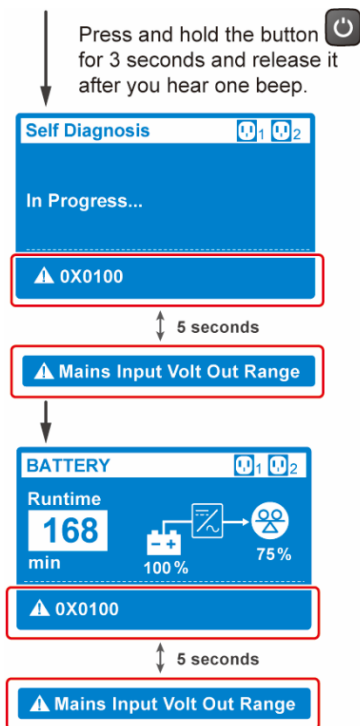 Press and hold the button
for 3 seconds and release it
after you hear one beep.
Self Diagnosis 1 2
In Progress...
0X0100
5 seconds
Mains Input Volt Out Range
BATTERY 1 2
Runtime
168
min
100% 75%
0X0100
5 seconds
Mains Input Volt Out Range